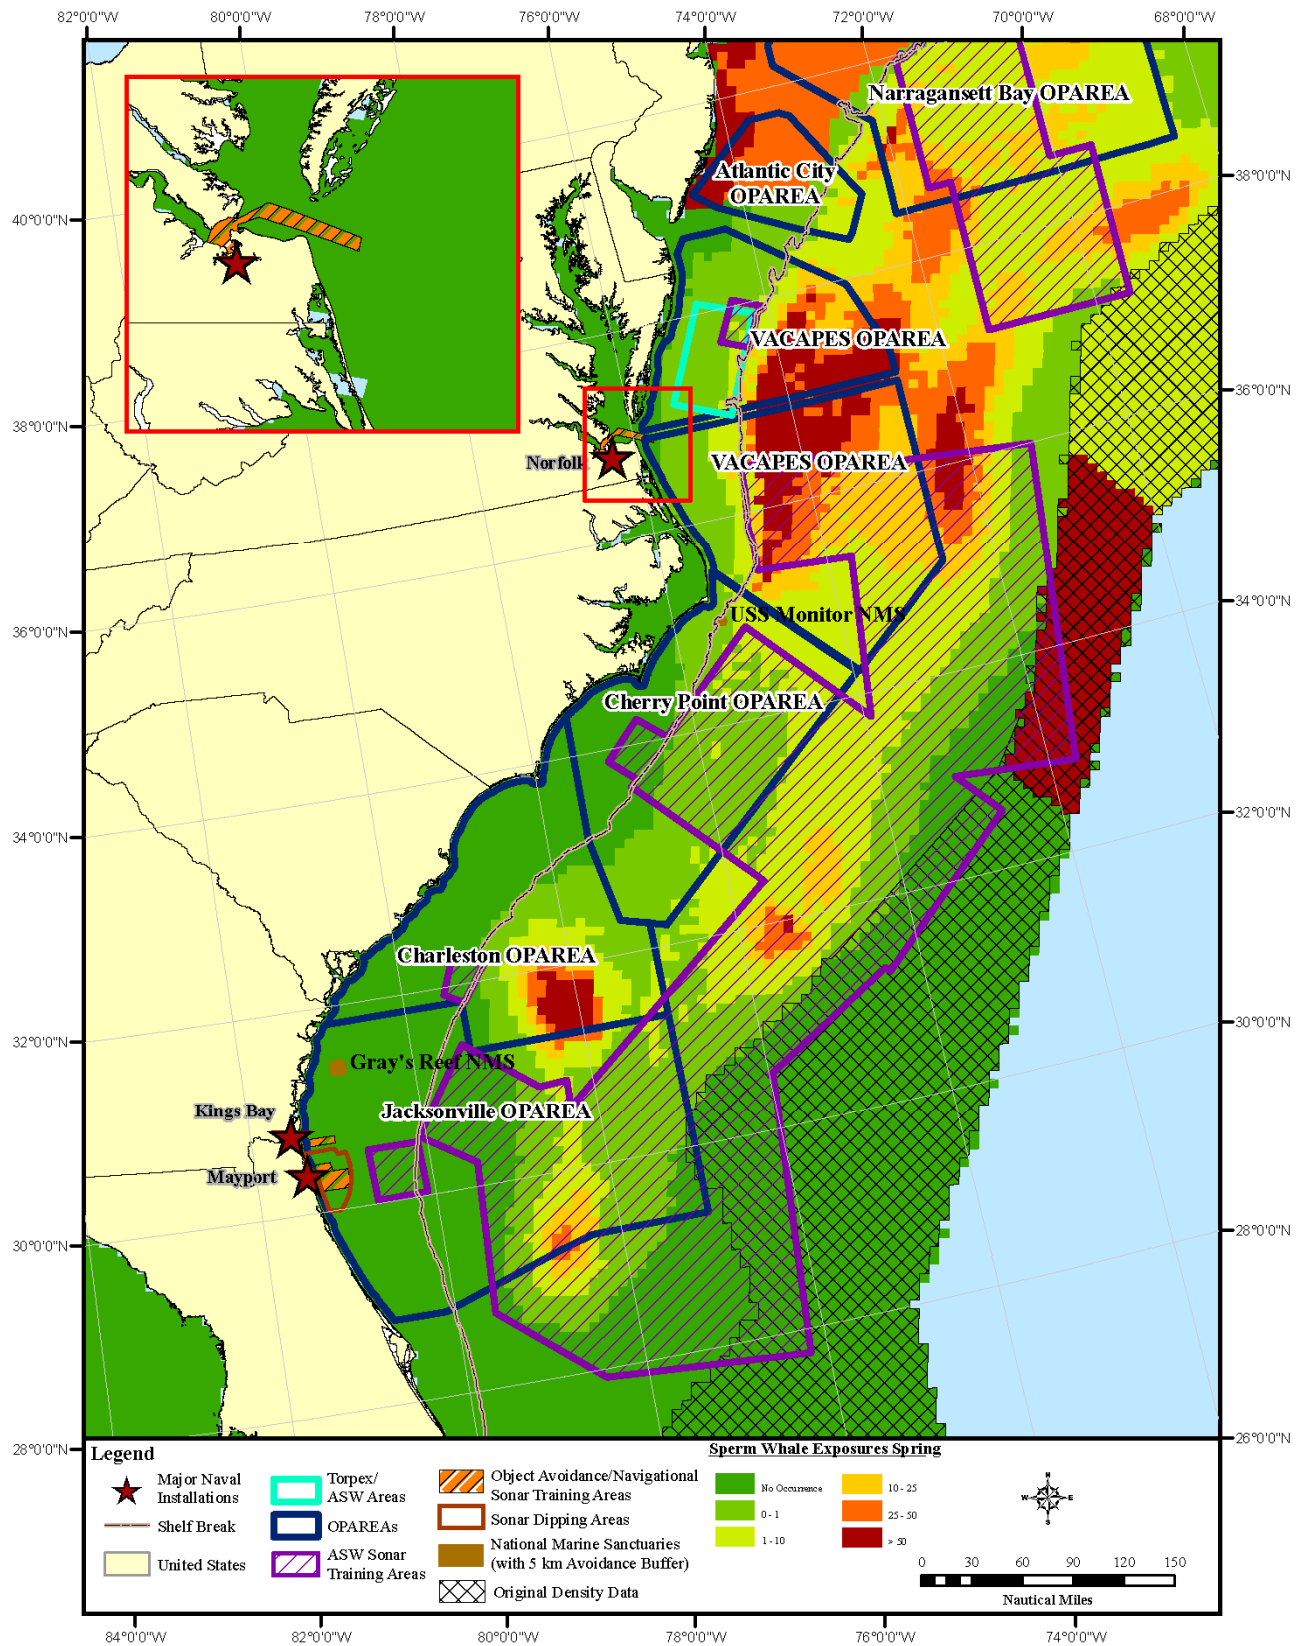 82°0'0"W 80°0'0"W 78°0'0"W 76°0'0"W 74°0'0"W 72°0'0"W 70°0'0"W 68°0'0"W
Narragansett Bay OPAREA
Atlantic City
OPAREA
38°0'0"N
40°0'0"N
VACAPES OPAREA
36°0'0"N
38°0'0"N
Norfolk
VACAPES OPAREA
34°0'0"N
USS Monitor NMS
36°0'0"N
Cherry Point OPAREA
32°0'0"N
34°0'0"N
Charleston OPAREA
30°0'0"N
32°0'0"N
Gray's Reef NMS
Kings Bay
Jacksonville OPAREA
Mayport
28°0'0"N
30°0'0"N
26°0'0"N
28°0'0"N
Legend
Major Naval
Installations
Shelf Break
United States
Torpex/
ASW Areas
OPAREAs
ASW Sonar
Training Areas
Object Avoidance/Navigational
Sonar Training Areas
Sonar Dipping Areas
National Marine Sanctuaries
(with 5 km Avoidance Buffer)
Original Density Data
Sperm Whale Exposures Spring
No Occurrence
0 - 1
1 - 10
10 - 25
25 - 50
> 50
N
W E
S
0 30 60 90 120 150
Nautical Miles
84°0'0"W 82°0'0"W 80°0'0"W 78°0'0"W 76°0'0"W 74°0'0"W